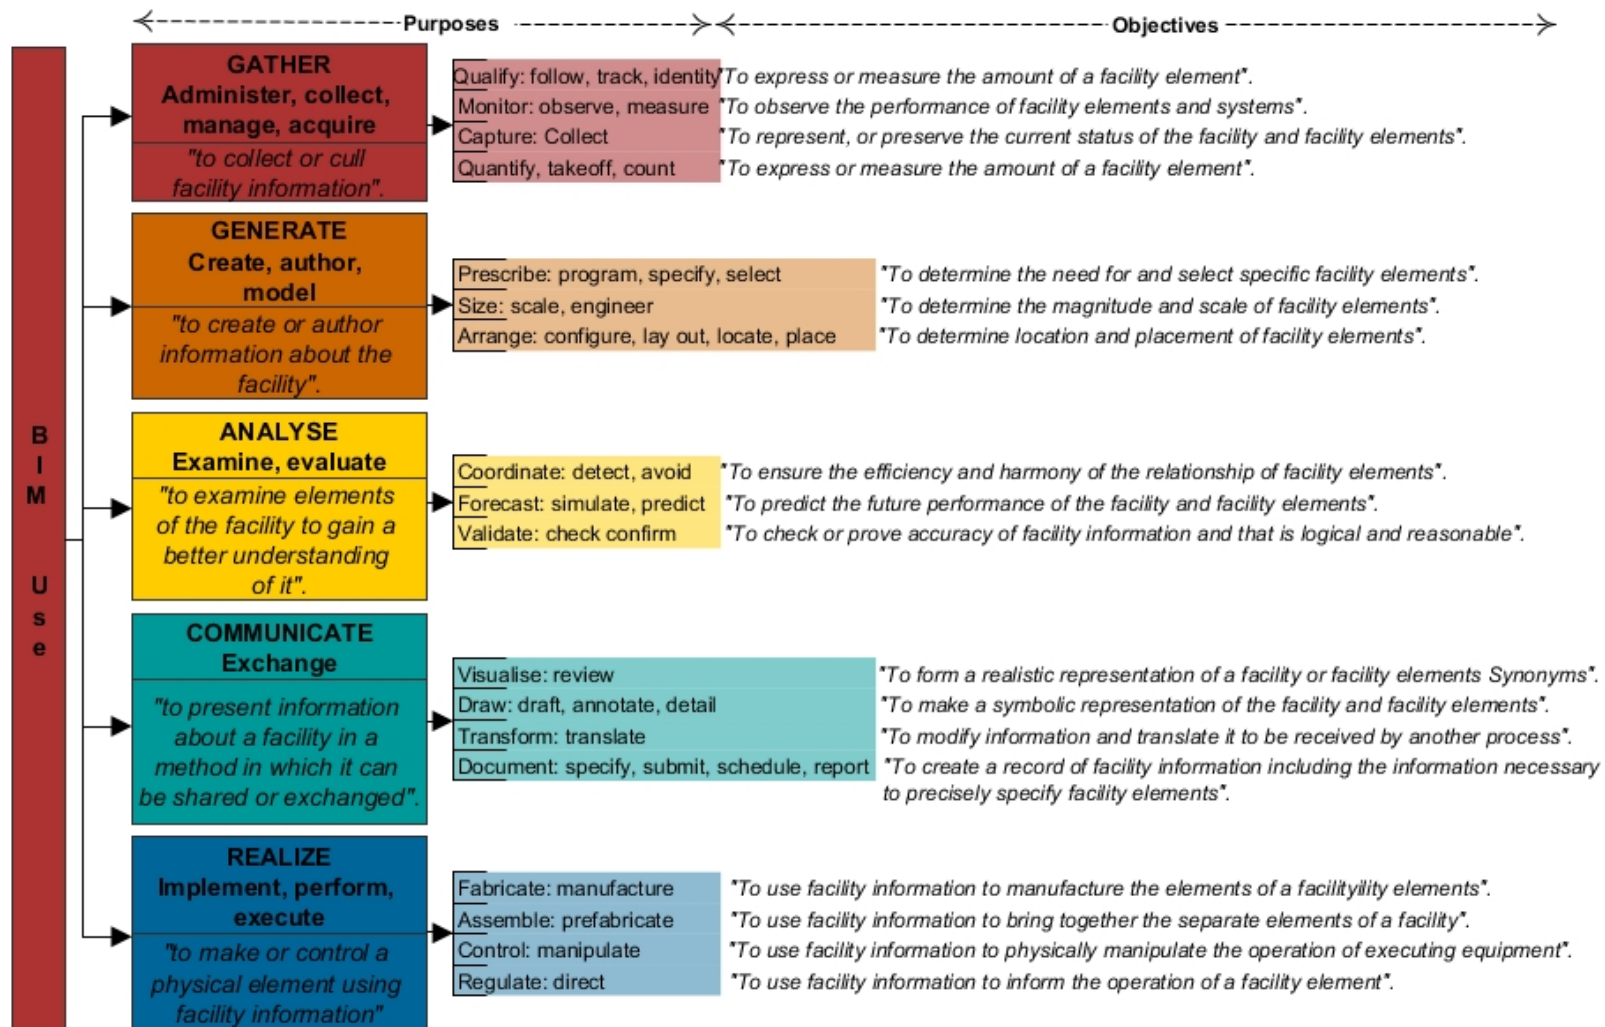 Purposes
Objectives
BIM Use
GATHER
Administer, collect,
manage, acquire
"to collect or cull
facility information".
Qualify: follow, track, identity
"To express or measure the amount of a facility element".
Monitor: observe, measure
"To observe the performance of facility elements and systems".
Capture: Collect
"To represent, or preserve the current status of the facility and facility elements".
Quantify, takeoff, count
"To express or measure the amount of a facility element".
GENERATE
Create, author,
model
"to create or author
information about the
facility".
Prescribe: program, specify, select
"To determine the need for and select specific facility elements".
Size: scale, engineer
"To determine the magnitude and scale of facility elements".
Arrange: configure, lay out, locate, place
"To determine location and placement of facility elements".
ANALYSE
Examine, evaluate
"to examine elements
of the facility to gain a
better understanding
of it".
Coordinate: detect, avoid
"To ensure the efficiency and harmony of the relationship of facility elements".
Forecast: simulate, predict
"To predict the future performance of the facility and facility elements".
Validate: check confirm
"To check or prove accuracy of facility information and that is logical and reasonable".
COMMUNICATE
Exchange
"to present information
about a facility in a
method in which it can
be shared or exchanged".
Visualise: review
"To form a realistic representation of a facility or facility elements Synonyms".
Draw: draft, annotate, detail
"To make a symbolic representation of the facility and facility elements".
Transform: translate
"To modify information and translate it to be received by another process".
Document: specify, submit, schedule, report
"To create a record of facility information including the information necessary
to precisely specify facility elements".
REALIZE
Implement, perform,
execute
"to make or control a
physical element using
facility information"
Fabricate: manufacture
"To use facility information to manufacture the elements of a facilityility elements".
Assemble: prefabricate
"To use facility information to bring together the separate elements of a facility".
Control: manipulate
"To use facility information to physically manipulate the operation of executing equipment".
Regulate: direct
"To use facility information to inform the operation of a facility element".